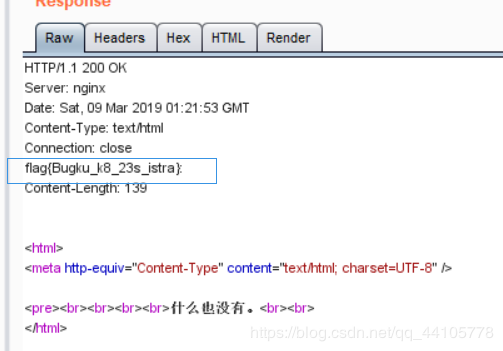 Response
Raw Headers Hex HTML Render
HTTP/1.1 200 OK
Server: nginx
Date: Sat, 09 Mar 2019 01:21:53 GMT
Content-Type: text/html
Connection: close
flag{Bugku_k8_23s_istra}:
Content-Length: 139
<html>
<meta http-equiv="Content-Type" content="text/html; charset=UTF-8" />
<pre><br><br><br><br>什么也没有。<br><br>
</html>
https://blog.csdn.net/qq_44105778